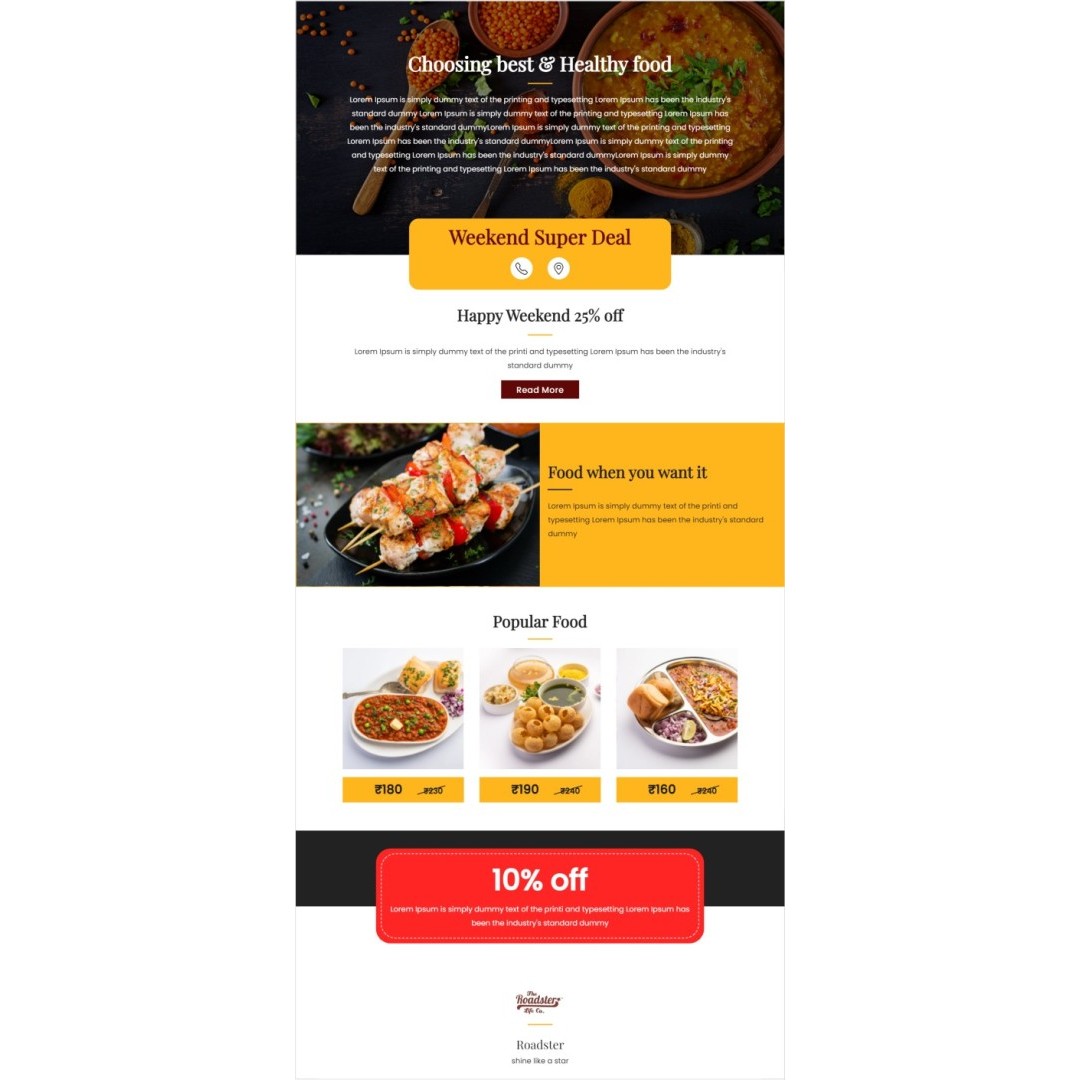 Choosing best & Healthy food
Lorem Ipsum is simply dummy text of the printing and typesetting Lorem Ipsum has been the industry's
standard dummy Lorem Ipsum is simply dummy text of the printing and typesetting Lorem Ipsum has
been the industry's standard dummyLorem Ipsum is simply dummy text of the printing and typesetting
Lorem Ipsum has been the industry's standard dummyLorem Ipsum is simply dummy text of the printing
and typesetting Lorem Ipsum has been the industry's standard dummyLorem Ipsum is simply dummy
text of the printing and typesetting Lorem Ipsum has been the industry's standard dummy
Weekend Super Deal
Happy Weekend 25% off
Lorem Ipsum is simply dummy text of the printi and typesetting Lorem Ipsum has been the industry's
standard dummy
Read More
Food when you want it
Lorem Ipsum is simply dummy text of the printi and
typesetting Lorem Ipsum has been the industry's standard
dummy
Popular Food
₹180 ₹230
₹190 ₹240
₹160 ₹240
10% off
Lorem Ipsum is simply dummy text of the printi and typesetting Lorem Ipsum has
been the industry's standard dummy
The
Roadster
Life Co.
Roadster
shine like a star